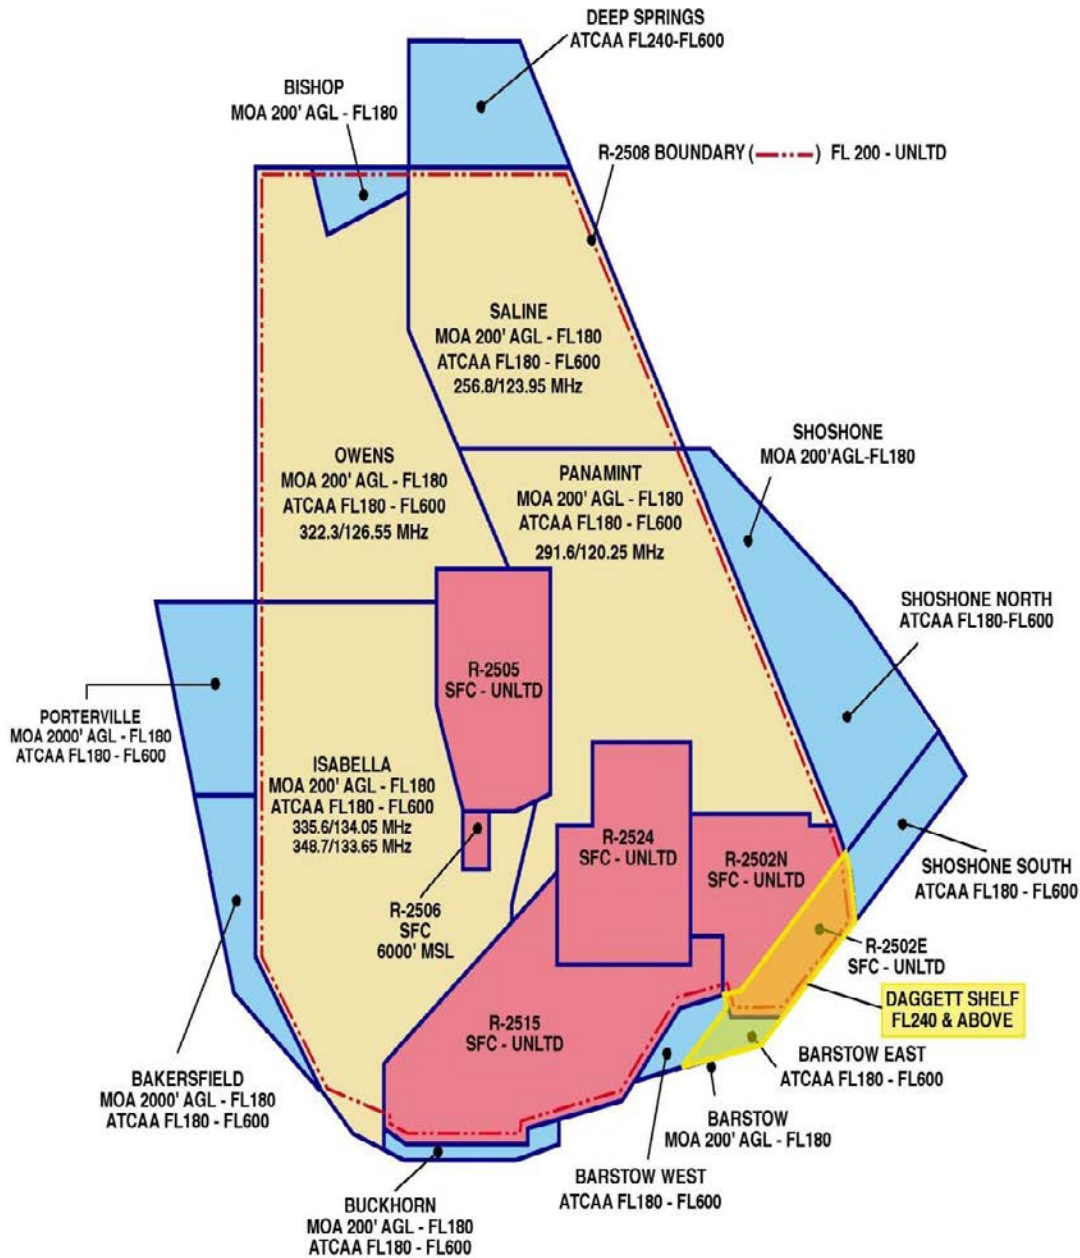 DEEP SPRINGS
ATCAA FL240-FL600
BISHOP
MOA 200' AGL - FL180
R-2508 BOUNDARY ( ) FL 200 - UNLTD
SALINE
MOA 200' AGL - FL180
ATCAA FL180 - FL600
256.8/123.95 MHz
SHOSHONE
MOA 200'AGL-FL180
OWENS
MOA 200' AGL - FL180
ATCAA FL180 - FL600
322.3/126.55 MHz
PANAMINT
MOA 200' AGL - FL180
ATCAA FL180 - FL600
291.6/120.25 MHz
SHOSHONE NORTH
ATCAA FL180-FL600
R-2505
SFC - UNLTD
PORTERVILLE
MOA 2000' AGL - FL180
ATCAA FL180 - FL600
ISABELLA
MOA 200' AGL - FL180
ATCAA FL180 - FL600
335.6/134.05 MHz
348.7/133.65 MHz
R-2524
SFC - UNLTD
R-2502N
SFC - UNLTD
SHOSHONE SOUTH
ATCAA FL180 - FL600
R-2506
SFC
6000' MSL
R-2502E
SFC - UNLTD
DAGGETT SHELF
FL240 & ABOVE
R-2515
SFC - UNLTD
BARSTOW EAST
ATCAA FL180 - FL600
BAKERSFIELD
MOA 2000' AGL - FL180
ATCAA FL180 - FL600
BARSTOW
MOA 200' AGL - FL180
BARSTOW WEST
ATCAA FL180 - FL600
BUCKHORN
MOA 200' AGL - FL180
ATCAA FL180 - FL600